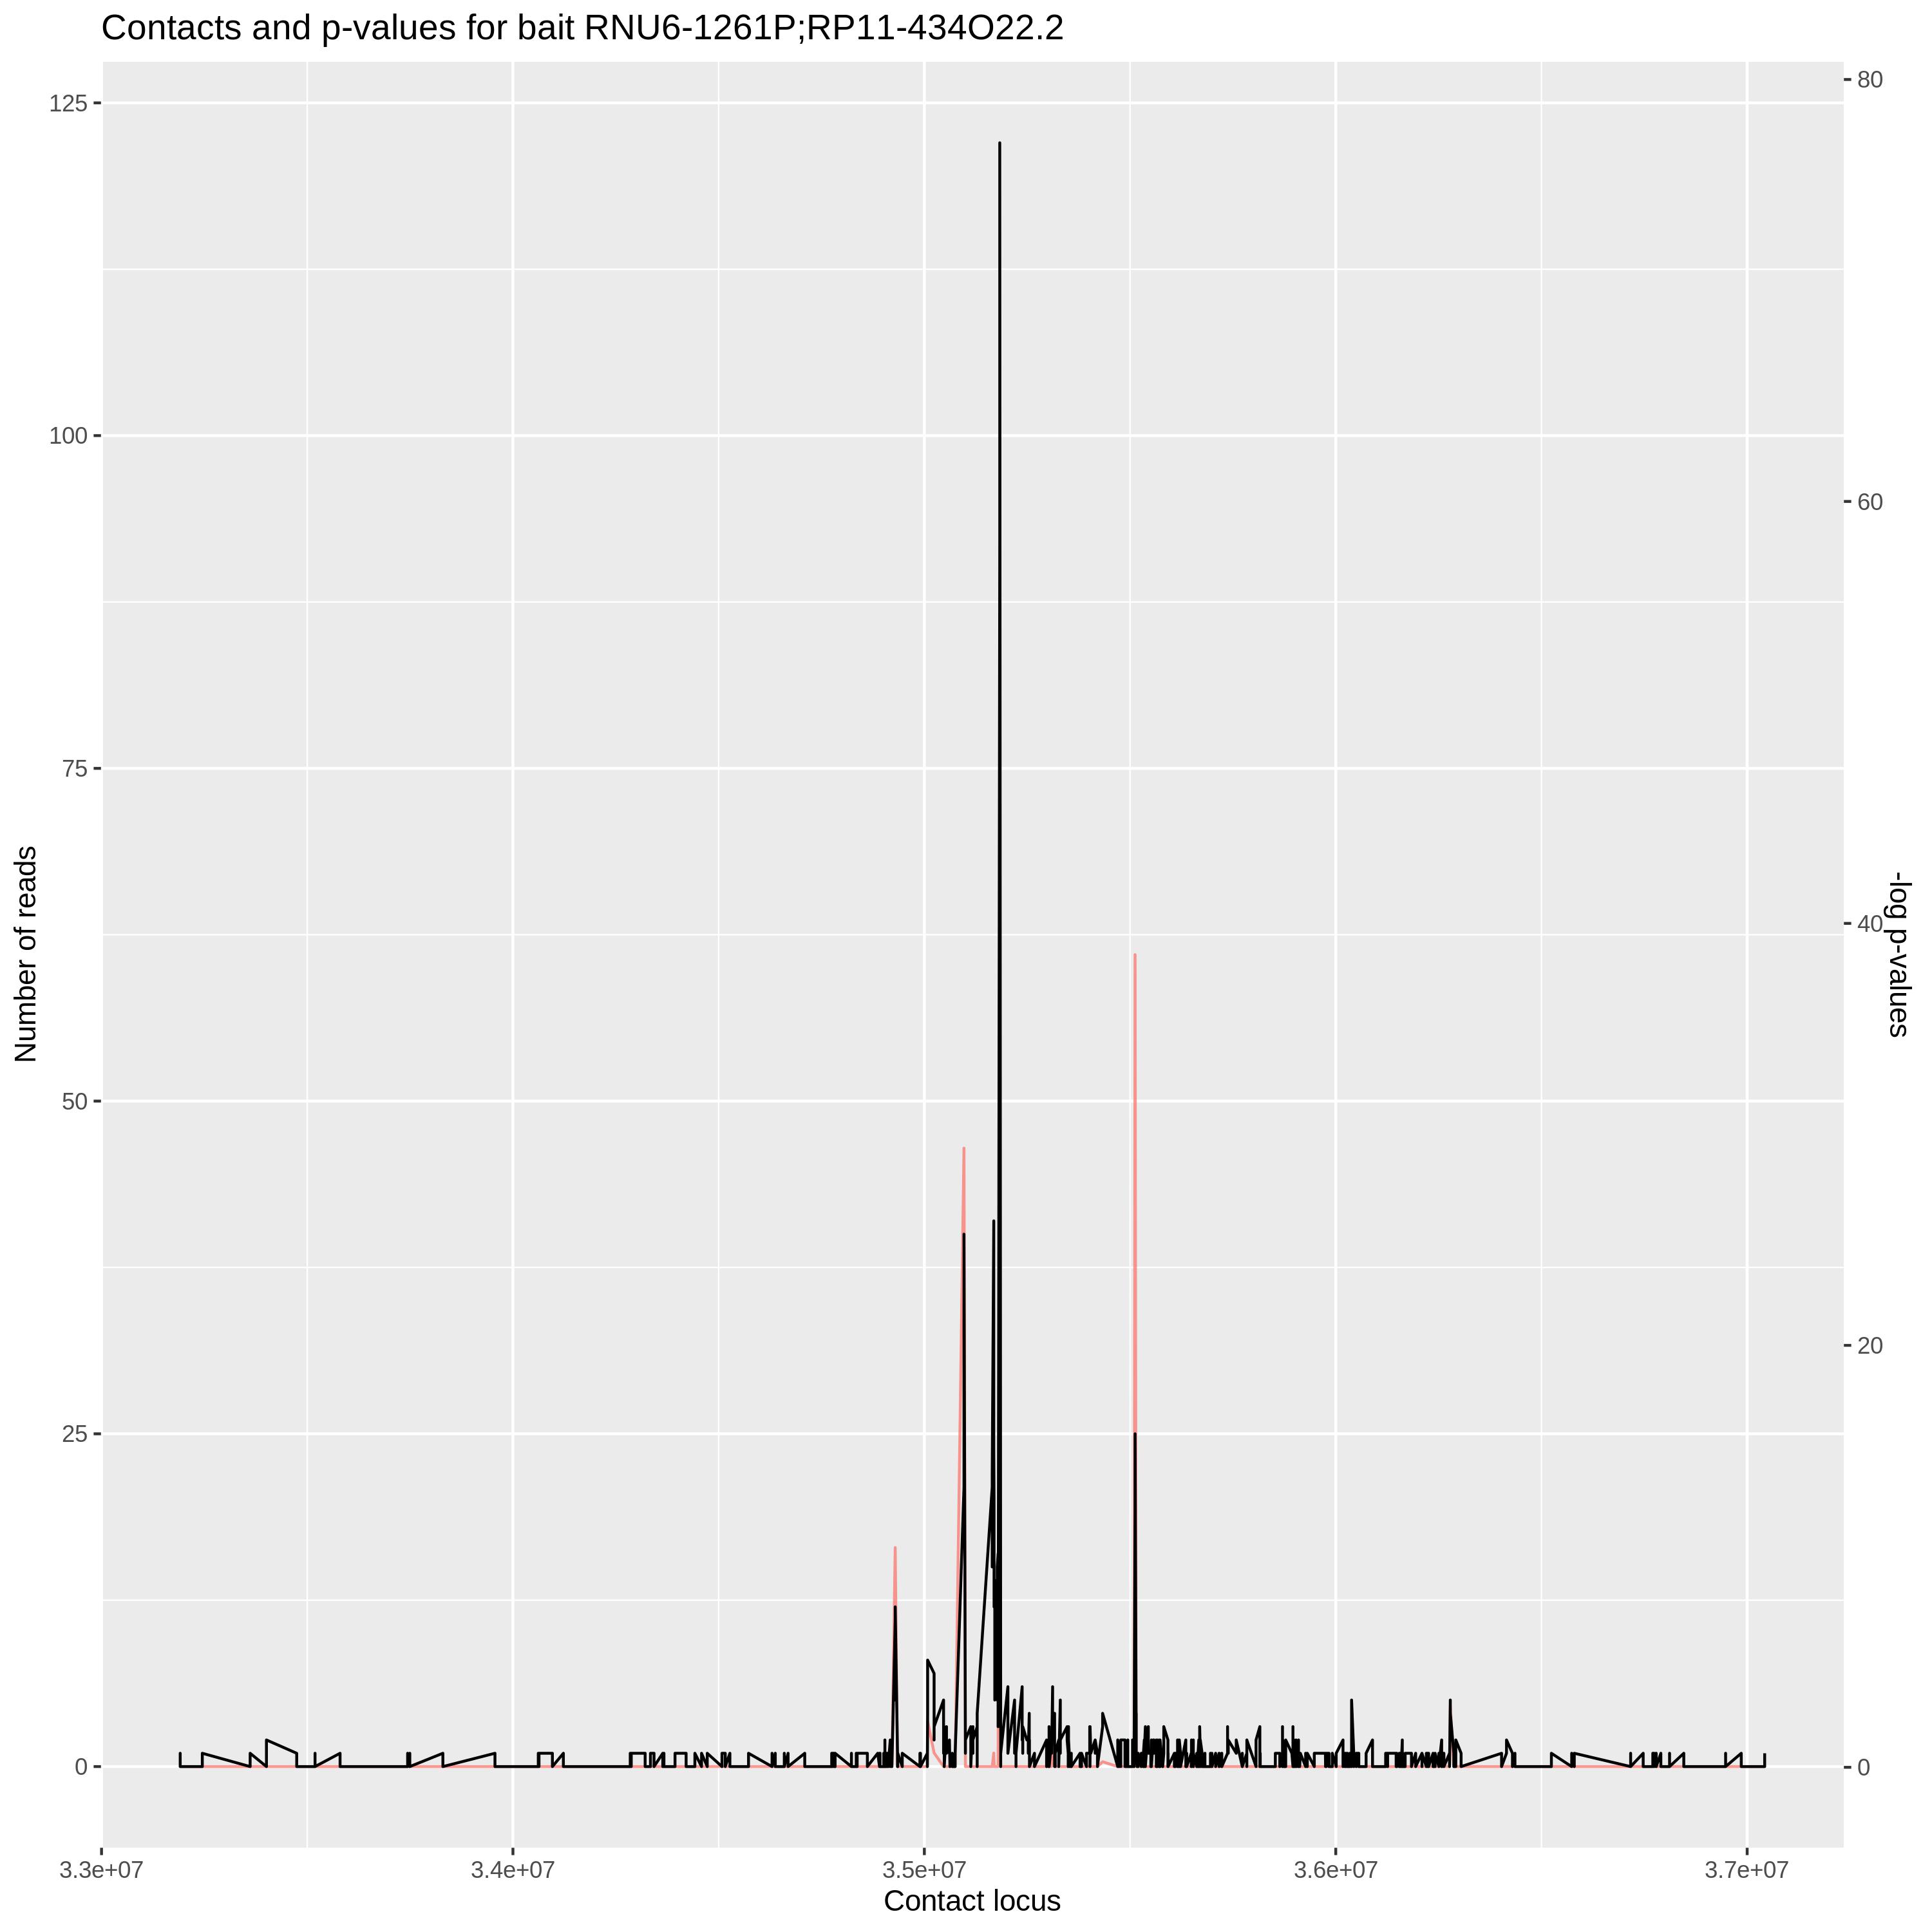 Contacts and p-values for bait RNU6-1261P;RP11-434O22.2
125
100
75
50
25
0
Number of reads
80
60
40
20
0
-log p-values
3.3e+07
3.4e+07
3.5e+07
3.6e+07
3.7e+07
Contact locus